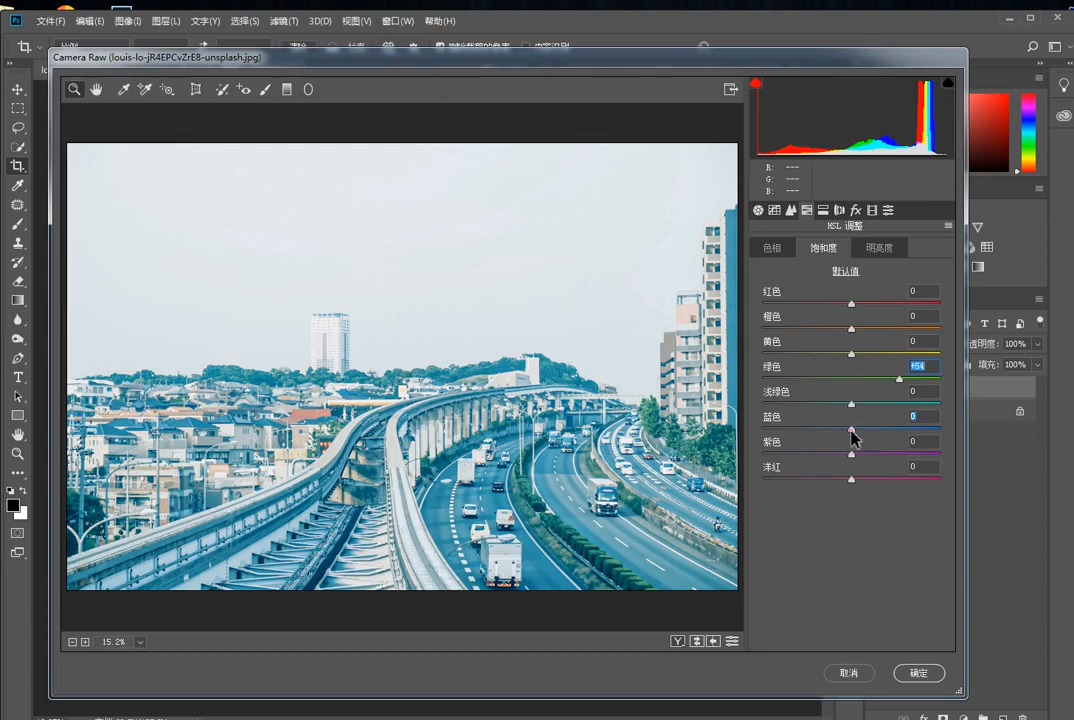 Ps 文件(F) 编辑(E) 图像(I) 图层(L) 文字(Y) 选择(S) 滤镜(T) 3D(D) 视图(V) 窗口(W) 帮助(H)
Camera Raw (louis-lo-jR4EPCvZrE8-unsplash.jpg)
R: ---
G: ---
B: ---
HSL 调整
色相 饱和度 明亮度
默认值
红色 0
橙色 0
黄色 0
绿色 +54
浅绿色 0
蓝色 0
紫色 0
洋红 0
透明度: 100%
填充: 100%
15.2%
Y
取消 确定